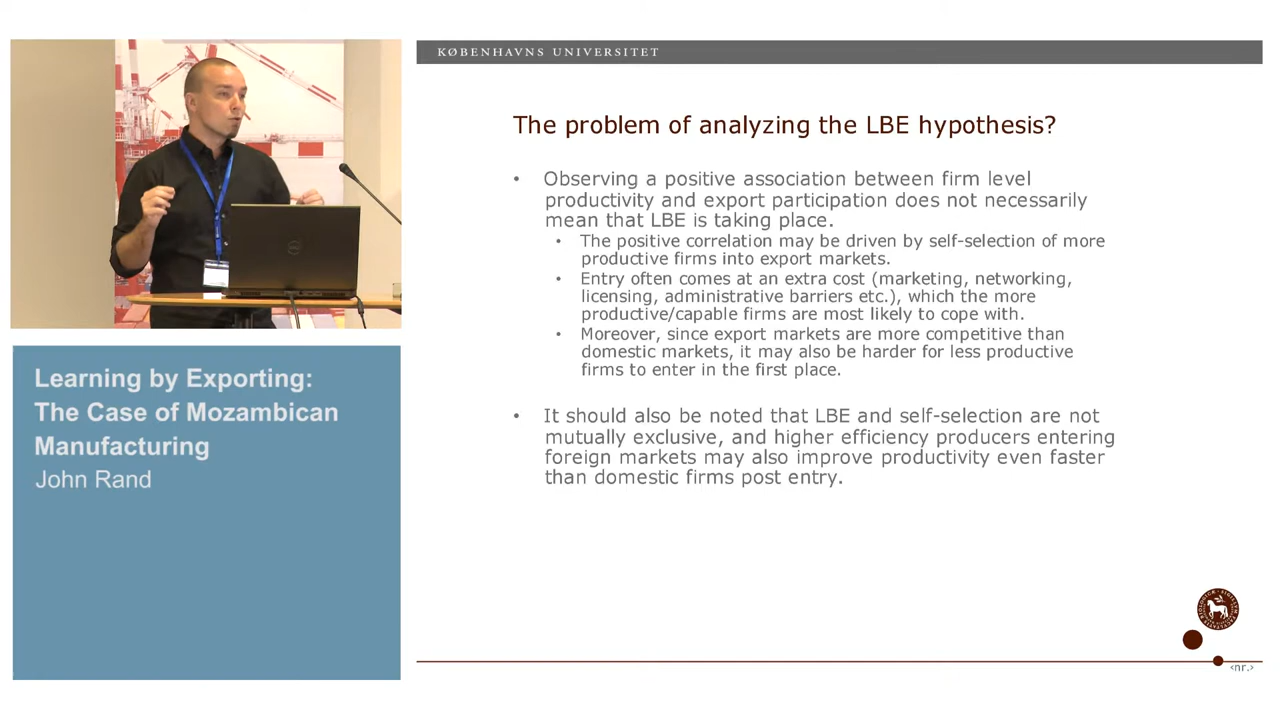 KØBENHAVNS UNIVERSITET
The problem of analyzing the LBE hypothesis?
• Observing a positive association between firm level
productivity and export participation does not necessarily
mean that LBE is taking place.
• The positive correlation may be driven by self-selection of more
productive firms into export markets.
• Entry often comes at an extra cost (marketing, networking,
licensing, administrative barriers etc.), which the more
productive/capable firms are most likely to cope with.
• Moreover, since export markets are more competitive than
domestic markets, it may also be harder for less productive
firms to enter in the first place.
• It should also be noted that LBE and self-selection are not
mutually exclusive, and higher efficiency producers entering
foreign markets may also improve productivity even faster
than domestic firms post entry.
Learning by Exporting:
The Case of Mozambican
Manufacturing
John Rand
‹nr.›